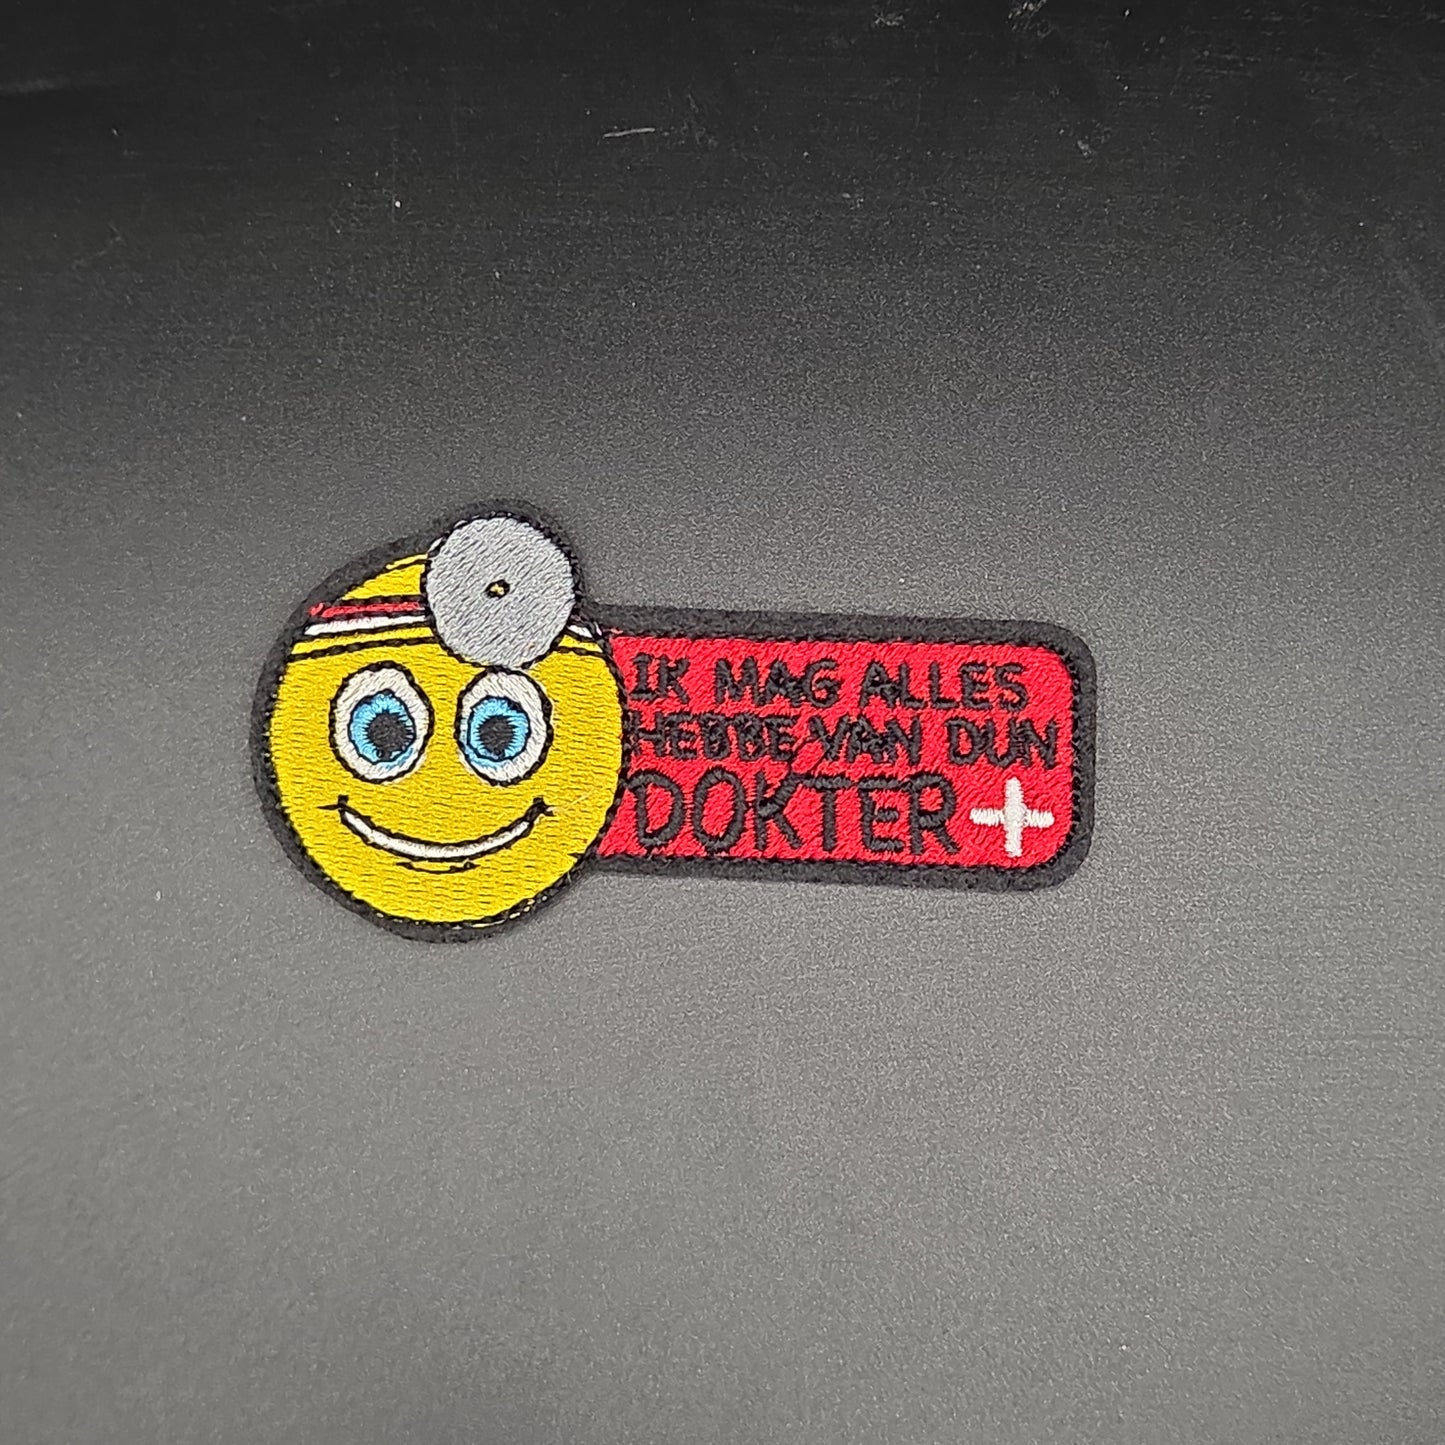 IK MAG ALLES
HEBBE VAN DUN
DOKTER